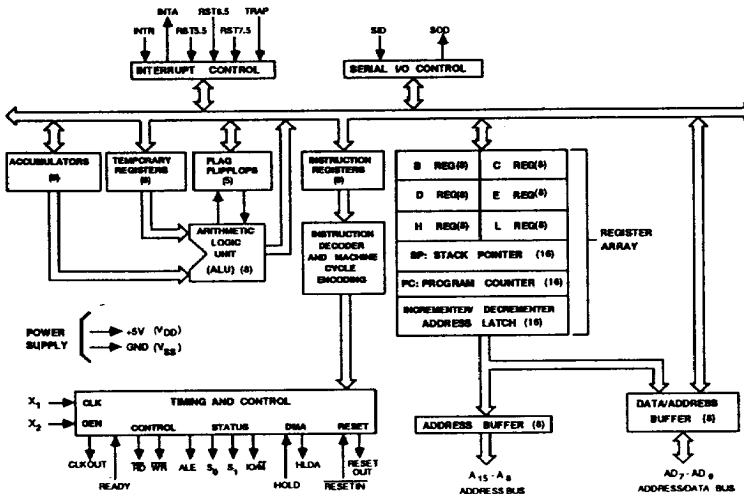 INTA RST6.5 TRAP
INTR RST5.5 RST7.5
SID SOD
INTERRUPT CONTROL
SERIAL I/O CONTROL
ACCUMULATORS
(8)
TEMPORARY
REGISTERS
(8)
FLAG
FLIPFLOPS
(5)
INSTRUCTION
REGISTERS
(8)
B REG(8) C REG(8)
D REG(8) E REG(8)
H REG(8) L REG(8)
SP: STACK POINTER (16)
PC: PROGRAM COUNTER (16)
INCREMENTER/ DECREMENTER
ADDRESS LATCH (16)
REGISTER
ARRAY
ARITHMETIC
LOGIC
UNIT
(ALU) (8)
INSTRUCTION
DECODER
AND MACHINE
CYCLE
ENCODING
POWER
SUPPLY
+5V (VDD)
GND (VSS)
X1
X2
CLK
GEN
TIMING AND CONTROL
CONTROL STATUS DMA RESET
CLKOUT
READY
RD WR ALE S0 S1 IO/M
HOLD
HLDA
RESETIN
RESET
OUT
ADDRESS BUFFER (8)
A15 - A8
ADDRESS BUS
DATA/ADDRESS
BUFFER (8)
AD7 - AD0
ADDRESS/DATA BUS